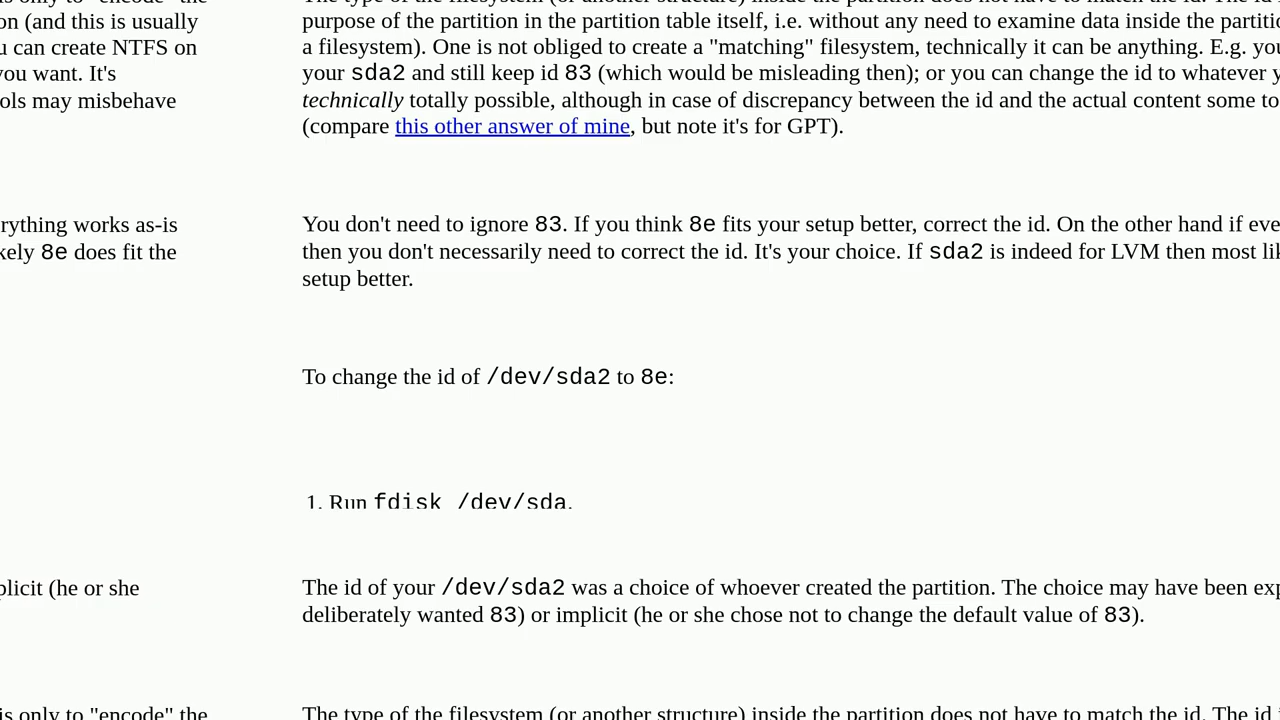 is only to "encode" the
on (and this is usually
u can create NTFS on
you want. It's
ols may misbehave
rything works as-is
kely 8e does fit the
plicit (he or she
is only to "encode" the
The type of the filesystem (or another structure) inside the partition does not have to match the id. The id i
purpose of the partition in the partition table itself, i.e. without any need to examine data inside the partitio
a filesystem). One is not obliged to create a "matching" filesystem, technically it can be anything. E.g. you
your sda2 and still keep id 83 (which would be misleading then); or you can change the id to whatever y
technically totally possible, although in case of discrepancy between the id and the actual content some to
(compare this other answer of mine, but note it's for GPT).
You don't need to ignore 83. If you think 8e fits your setup better, correct the id. On the other hand if eve
then you don't necessarily need to correct the id. It's your choice. If sda2 is indeed for LVM then most lik
setup better.
To change the id of /dev/sda2 to 8e:
1. Run fdisk /dev/sda.
The id of your /dev/sda2 was a choice of whoever created the partition. The choice may have been exp
deliberately wanted 83) or implicit (he or she chose not to change the default value of 83).
The type of the filesystem (or another structure) inside the partition does not have to match the id. The id i